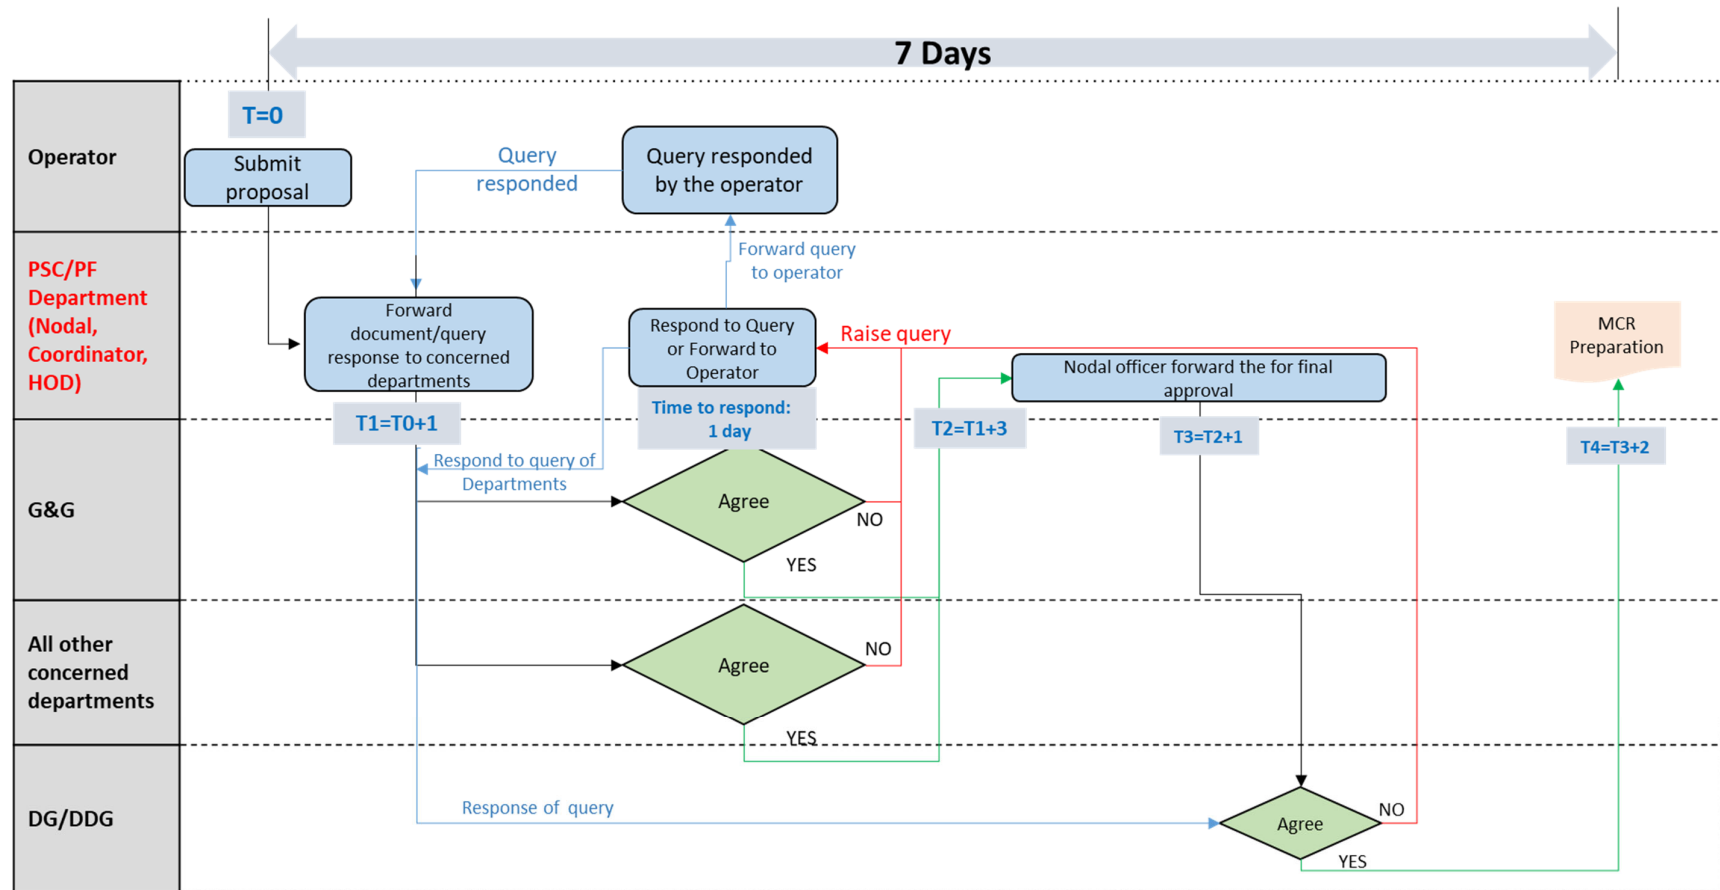 7 Days
T=0
Operator
Submit
proposal
Query
responded
Query responded
by the operator
Forward query
to operator
PSC/PF
Department
(Nodal,
Coordinator,
HOD)
Forward
document/query
response to concerned
departments
Respond to Query
or Forward to
Operator
Raise query
Nodal officer forward the for final
approval
MCR
Preparation
T1=T0+1
Time to respond:
1 day
T2=T1+3
T3=T2+1
T4=T3+2
G&G
Respond to query of
Departments
Agree
NO
YES
All other
concerned
departments
Agree
NO
YES
DG/DDG
Response of query
Agree
NO
YES